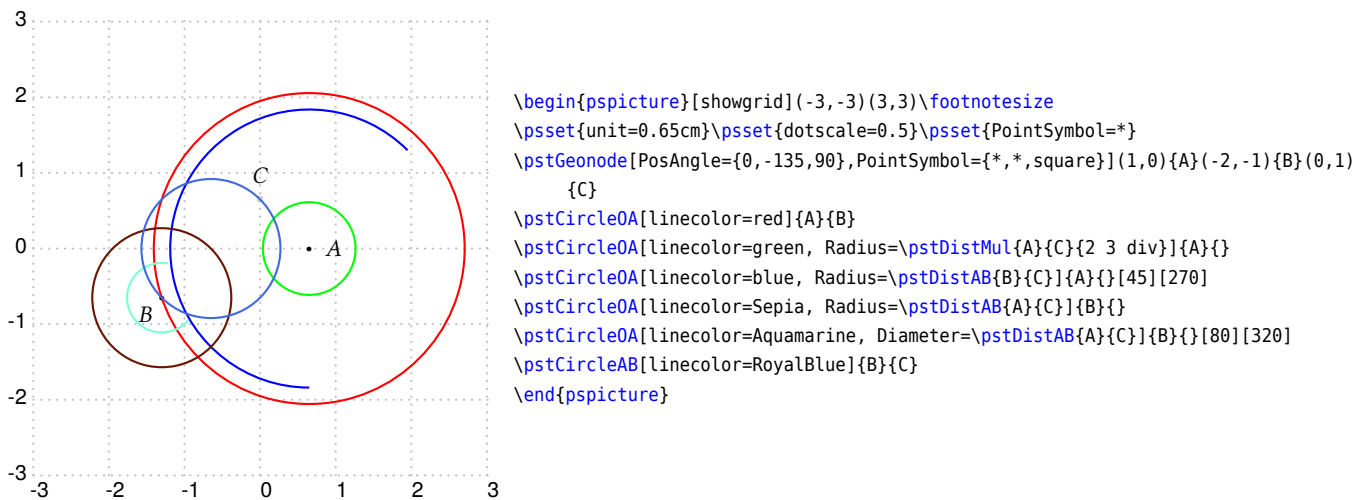 3
2
1
0
-1
-2
-3
-3
-2
-1
0
1
2
3
C
A
B
\begin{pspicture}[showgrid](-3,-3)(3,3)\footnotesize
\psset{unit=0.65cm}\psset{dotscale=0.5}\psset{PointSymbol=*}
\pstGeonode[PosAngle={0,-135,90},PointSymbol={*,*,square}](1,0){A}(-2,-1){B}(0,1)
{C}
\pstCircleOA[linecolor=red]{A}{B}
\pstCircleOA[linecolor=green, Radius=\pstDistMul{A}{C}{2 3 div}]{A}{}
\pstCircleOA[linecolor=blue, Radius=\pstDistAB{B}{C}]{A}{}[45][270]
\pstCircleOA[linecolor=Sepia, Radius=\pstDistAB{A}{C}]{B}{}
\pstCircleOA[linecolor=Aquamarine, Diameter=\pstDistAB{A}{C}]{B}{}[80][320]
\pstCircleAB[linecolor=RoyalBlue]{B}{C}
\end{pspicture}